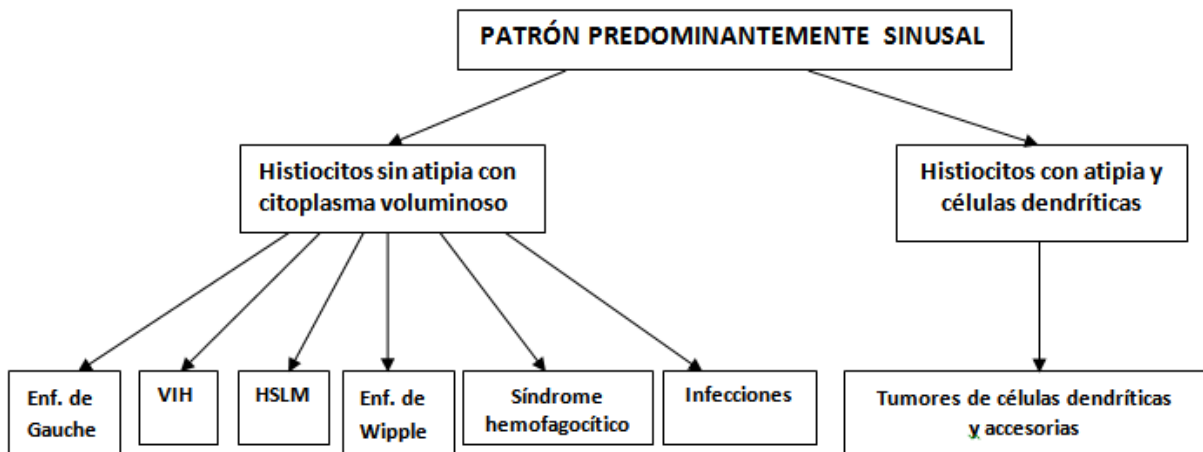 PATRÓN PREDOMINANTEMENTE SINUSAL
Histiocitos sin atipia con
citoplasma voluminoso
Histiocitos con atipia y
células dendríticas
Enf. de
Gauche
VIH
HSLM
Enf. de
Wipple
Síndrome
hemofagocítico
Infecciones
Tumores de células dendríticas
y accesorias